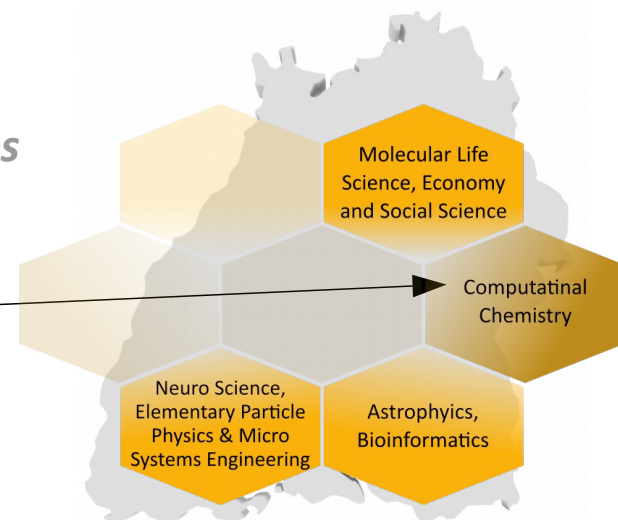 s
Molecular Life
Science, Economy
and Social Science
Computatinal
Chemistry
Neuro Science,
Elementary Particle
Physics & Micro
Systems Engineering
Astrophyics,
Bioinformatics